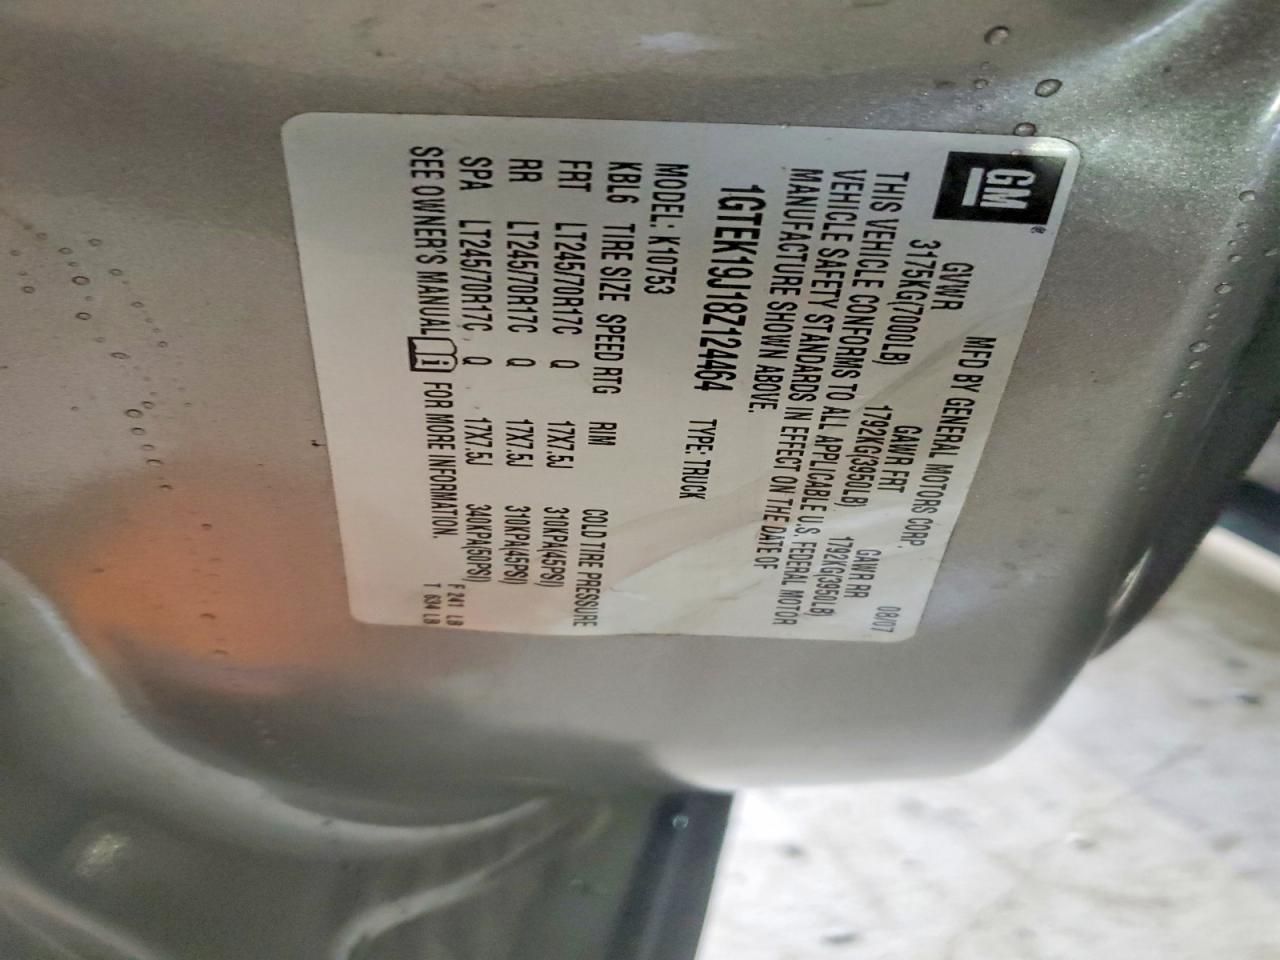 GM
MFD BY GENERAL MOTORS CORP. 08/07
GVWR GAWR FRT GAWR RR
3175KG(7000LB) 1792KG(3950LB) 1792KG(3950LB)
THIS VEHICLE CONFORMS TO ALL APPLICABLE U.S. FEDERAL MOTOR
VEHICLE SAFETY STANDARDS IN EFFECT ON THE DATE OF
MANUFACTURE SHOWN ABOVE.
1GTEK19J18Z124464 TYPE: TRUCK
MODEL: K10753
KBL6 TIRE SIZE SPEED RTG RIM COLD TIRE PRESSURE
FRT LT245/70R17C Q 17X7.5J 310KPA(45PSI)
RR LT245/70R17C Q 17X7.5J 310KPA(45PSI)
SPA LT245/70R17C Q 17X7.5J 340KPA(50PSI)
SEE OWNER'S MANUAL FOR MORE INFORMATION.
F 241 LB
T 634 LB